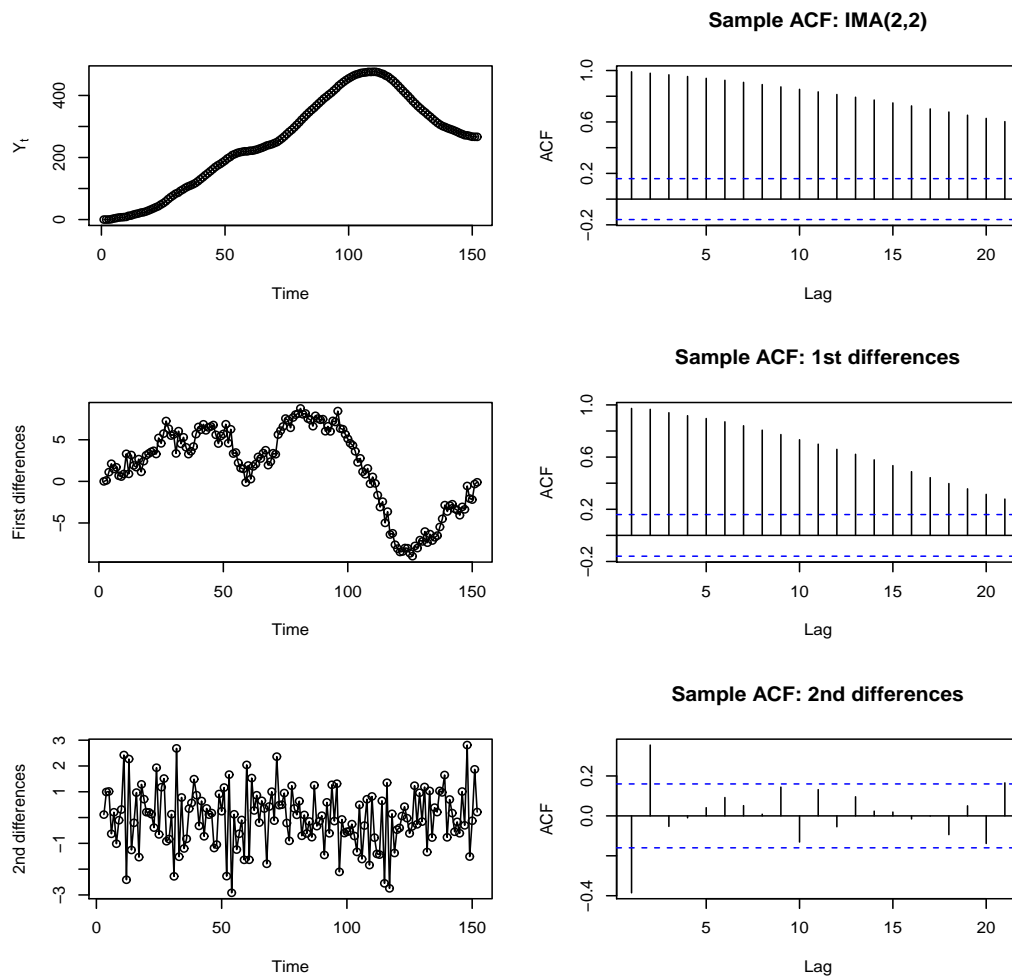 Sample ACF: IMA(2,2)
0 200 400
Yt
0 50 100 150
Time
−0.2 0.2 0.6 1.0
ACF
5 10 15 20
Lag
Sample ACF: 1st differences
−5 0 5
First differences
0 50 100 150
Time
−0.2 0.2 0.6 1.0
ACF
5 10 15 20
Lag
Sample ACF: 2nd differences
−3 −1 1 2 3
2nd differences
0 50 100 150
Time
−0.4 0.0 0.2
ACF
5 10 15 20
Lag